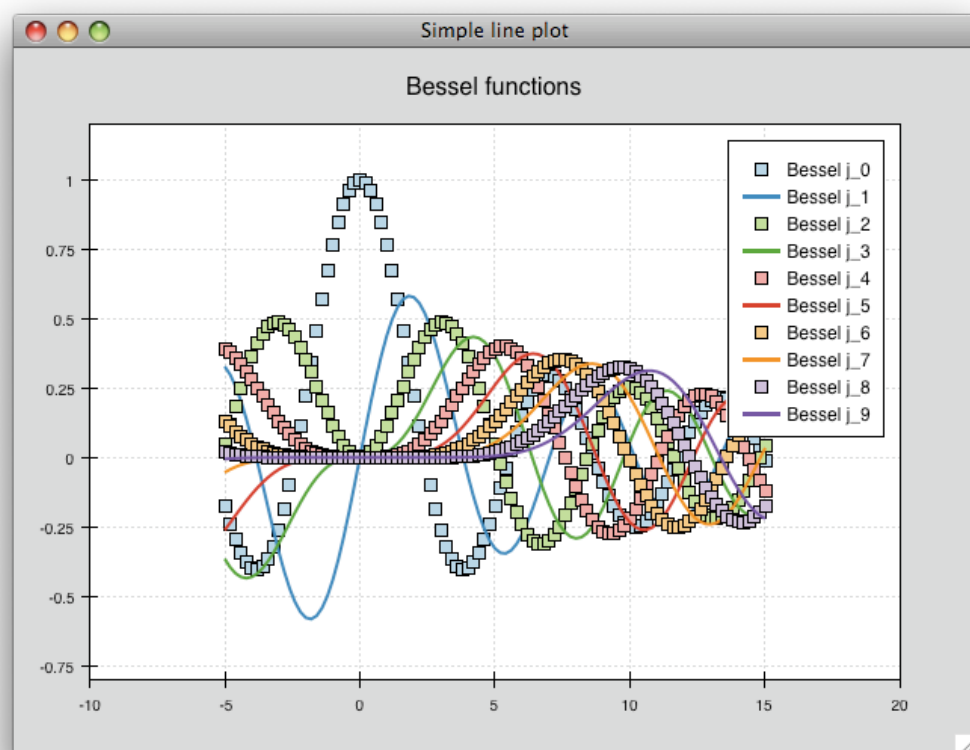 Simple line plot
Bessel functions
1
0.75
0.5
0.25
0
-0.25
-0.5
-0.75
-10 -5 0 5 10 15 20
Bessel j_0
Bessel j_1
Bessel j_2
Bessel j_3
Bessel j_4
Bessel j_5
Bessel j_6
Bessel j_7
Bessel j_8
Bessel j_9